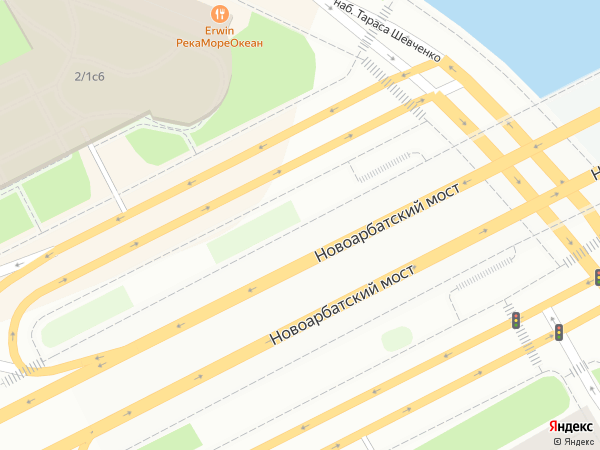 наб. Тараса Шевченко
Erwin
РекаМореОкеан
2/1с6
Н
Новоарбатский мост
Новоарбатский мост
Яндекс
© Яндекс